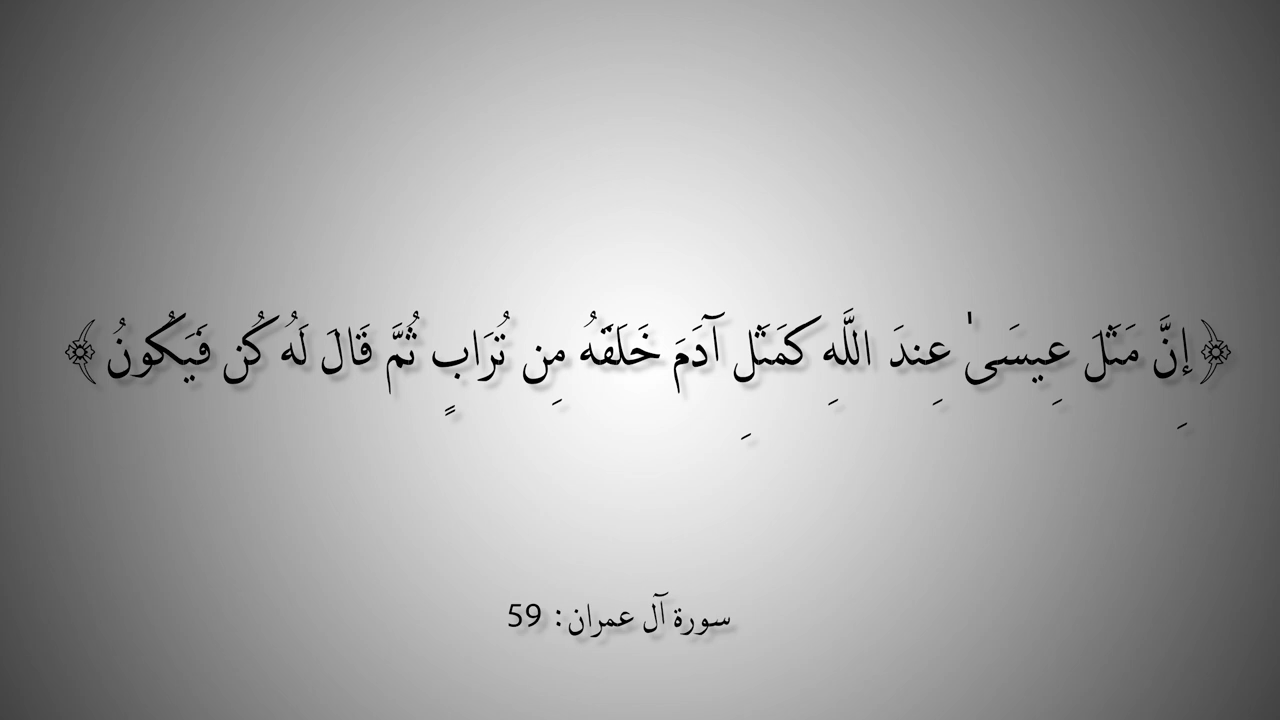 ﴿إِنَّ مَثَلَ عِيسَىٰ عِندَ اللَّهِ كَمَثَلِ آدَمَ خَلَقَهُ مِن تُرَابٍ ثُمَّ قَالَ لَهُ كُن فَيَكُونُ﴾
سورة آل عمران: 59